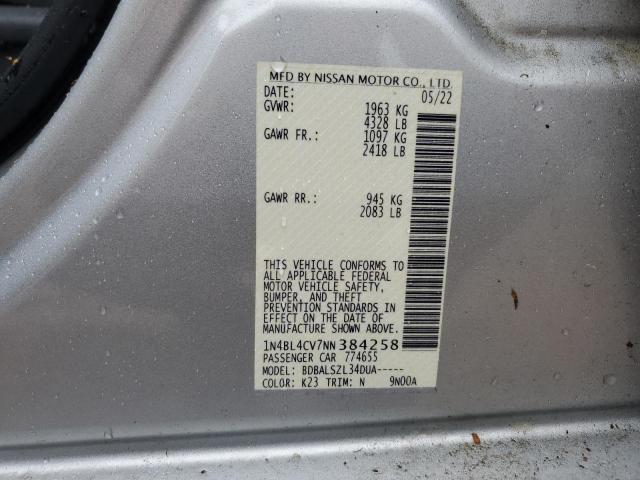 MFD BY NISSAN MOTOR CO., LTD.
DATE: 05/22
GVWR: 1963 KG
4328 LB
GAWR FR.: 1097 KG
2418 LB
GAWR RR.: 945 KG
2083 LB
THIS VEHICLE CONFORMS TO
ALL APPLICABLE FEDERAL
MOTOR VEHICLE SAFETY,
BUMPER, AND THEFT
PREVENTION STANDARDS IN
EFFECT ON THE DATE OF
MANUFACTURE SHOWN ABOVE.
1N4BL4CV7NN384258
PASSENGER CAR 774655
MODEL: BDBALSZL34DUA-----
COLOR: K23 TRIM: N 9N00A